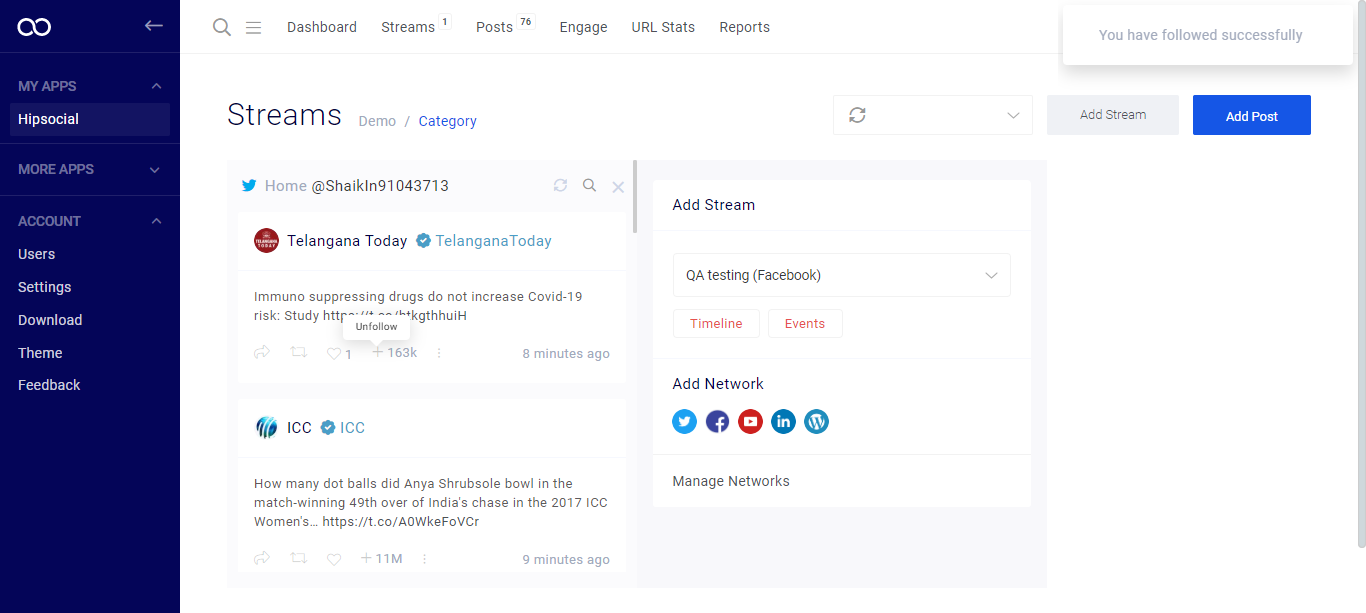 MY APPS
Hipsocial
MORE APPS
ACCOUNT
Users
Settings
Download
Theme
Feedback
Dashboard
Streams 1
Posts 76
Engage
URL Stats
Reports
You have followed successfully
Streams Demo / Category
Add Stream
Add Post
Home @ShaikIn91043713
TELANGANA TODAY
Telangana Today TelanganaToday
Immuno suppressing drugs do not increase Covid-19
risk: Study
Unfollow
1 + 163k 8 minutes ago
ICC ICC
How many dot balls did Anya Shrubsole bowl in the
match-winning 49th over of India's chase in the 2017 ICC
Women's… https://t.co/A0WkeFoVCr
+ 11M 9 minutes ago
Add Stream
QA testing (Facebook)
Timeline
Events
Add Network
Manage Networks